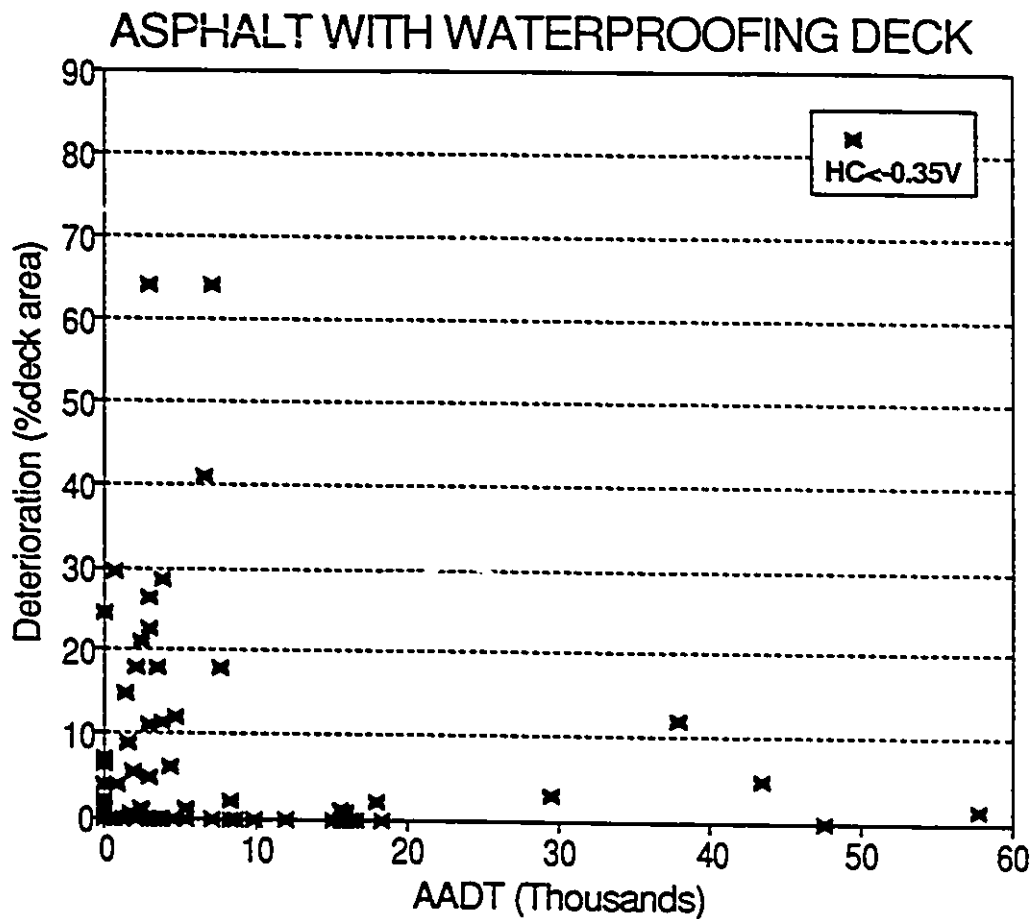 ASPHALT WITH WATERPROOFING DECK
90
80
70
60
50
40
30
20
10
0
Deterioration (%deck area)
HC<-0.35V
0 10 20 30 40 50 60
AADT (Thousands)